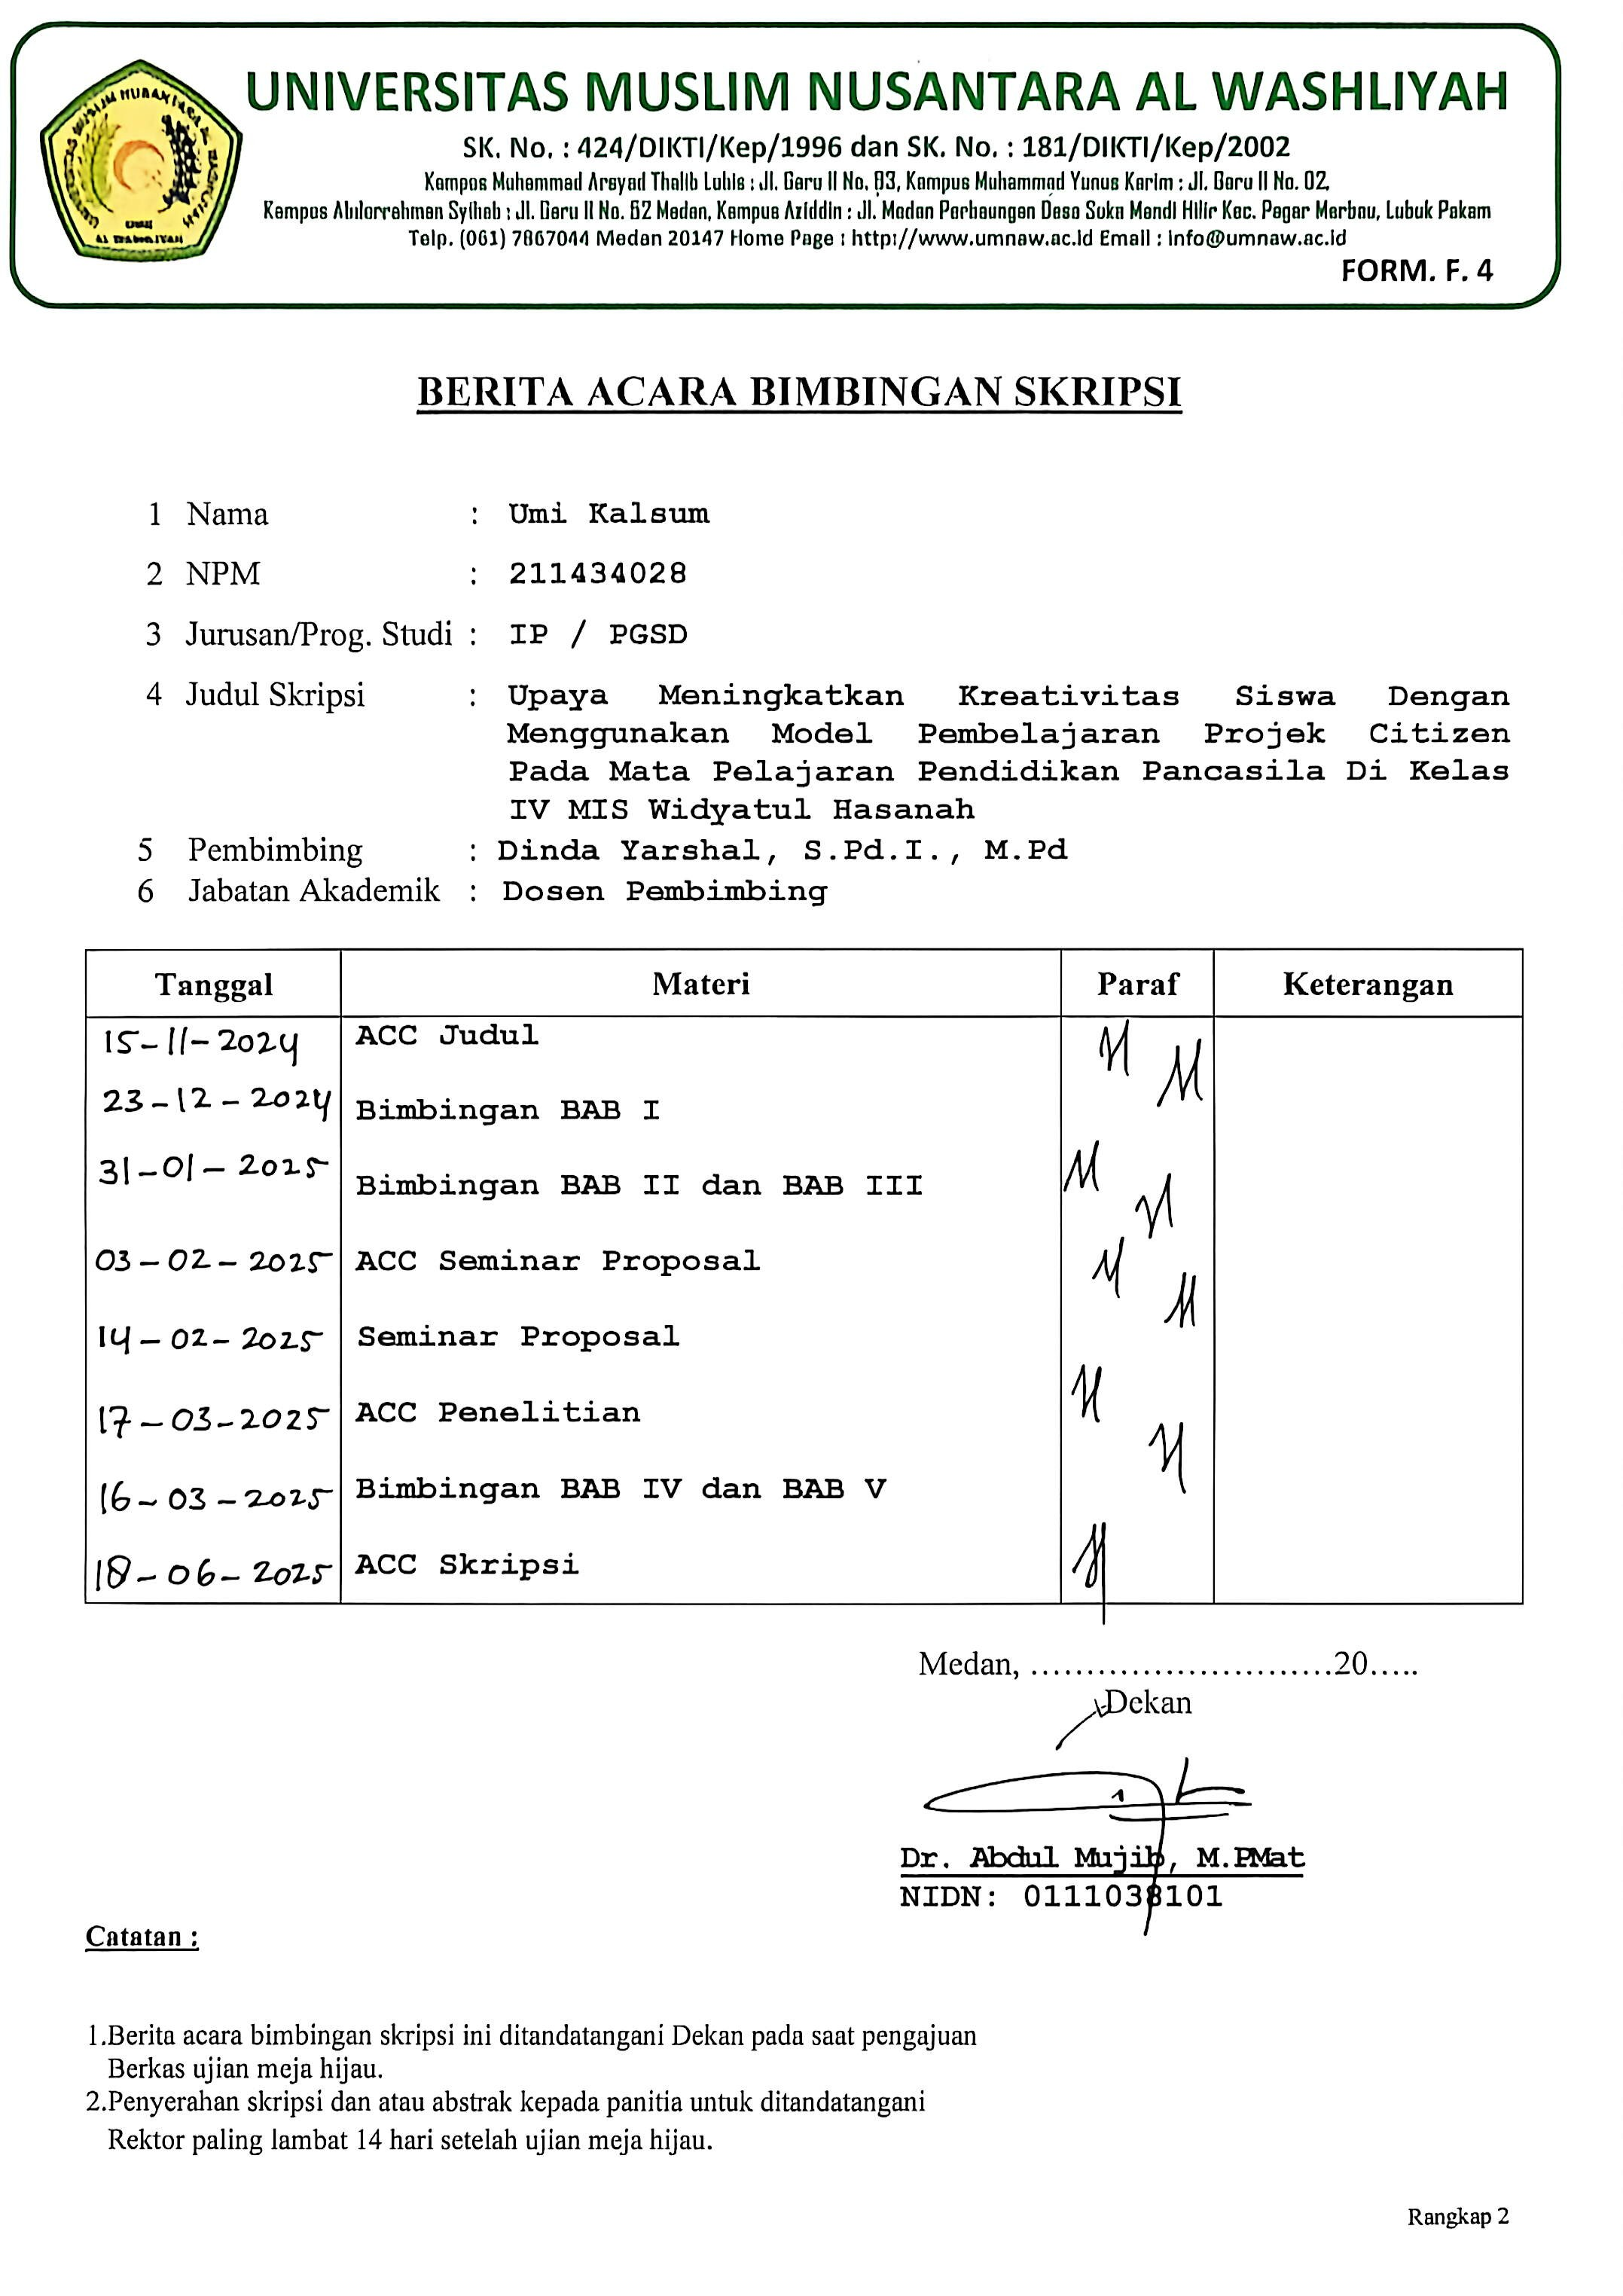 UNIVERSITAS MUSLIM NUSANTARA AL WASHLIYAH
SK. No. : 424/DIKTI/Kep/1996 dan SK. No. : 181/DIKTI/Kep/2002
Kampus Muhammad Arsyad Thalib Lubis : Jl. Garu II No. 93, Kampus Muhammad Yunus Karim : Jl. Garu II No. 02,
Kampus Abdorrahman Syihab : Jl. Garu II No. 52 Medan, Kampus Aziddin : Jl. Medan Perbaungan Desa Suka Mandi Hilir Kec. Pagar Merbau, Lubuk Pakam
Telp. (061) 7867044 Medan 20147 Home Page : http://www.umnaw.ac.id Email : info@umnaw.ac.id
FORM. F. 4
BERITA ACARA BIMBINGAN SKRIPSI
1 Nama : Umi Kalsum
2 NPM : 211434028
3 Jurusan/Prog. Studi : IP / PGSD
4 Judul Skripsi : Upaya Meningkatkan Kreativitas Siswa Dengan
Menggunakan Model Pembelajaran Projek Citizen
Pada Mata Pelajaran Pendidikan Pancasila Di Kelas
IV MIS Widyatul Hasanah
5 Pembimbing : Dinda Yarshal, S.Pd.I., M.Pd
6 Jabatan Akademik : Dosen Pembimbing
Tanggal Materi Paraf Keterangan
15-11-2024 ACC Judul
23-12-2024 Bimbingan BAB I
31-01-2025 Bimbingan BAB II dan BAB III
03-02-2025 ACC Seminar Proposal
14-02-2025 Seminar Proposal
17-03-2025 ACC Penelitian
16-03-2025 Bimbingan BAB IV dan BAB V
18-06-2025 ACC Skripsi
Medan, ...........................20.....
Dekan
Dr. Abdul Mujib, M.PMat
NIDN: 0111038101
Catatan :
1.Berita acara bimbingan skripsi ini ditandatangani Dekan pada saat pengajuan
Berkas ujian meja hijau.
2.Penyerahan skripsi dan atau abstrak kepada panitia untuk ditandatangani
Rektor paling lambat 14 hari setelah ujian meja hijau.
Rangkap 2